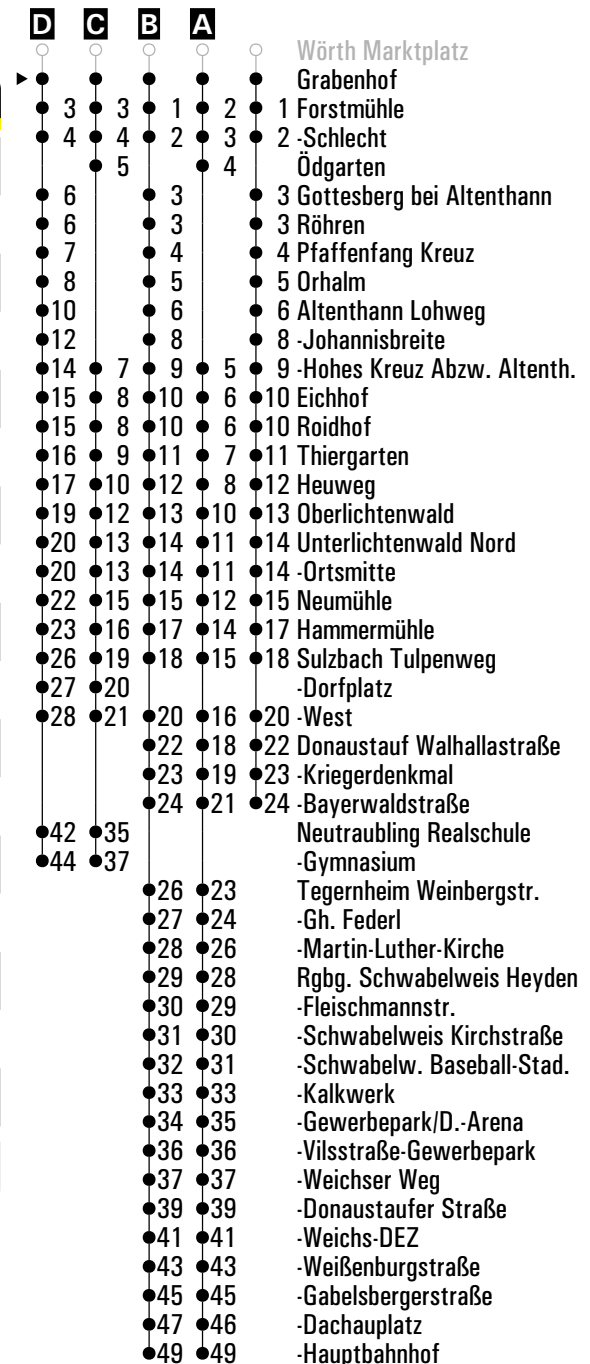 D C B A
Wörth Marktplatz
Grabenhof
3 3 1 2 1 Forstmühle
4 4 2 3 2 -Schlecht
5 4 Ödgarten
6 3 3 Gottesberg bei Altenthann
6 3 3 Röhren
7 4 4 Pfaffenfang Kreuz
8 5 5 Orhalm
10 6 6 Altenthann Lohweg
12 8 8 -Johannisbreite
14 7 9 5 9 -Hohes Kreuz Abzw. Altenth.
15 8 10 6 10 Eichhof
15 8 10 6 10 Roidhof
16 9 11 7 11 Thiergarten
17 10 12 8 12 Heuweg
19 12 13 10 13 Oberlichtenwald
20 13 14 11 14 Unterlichtenwald Nord
20 13 14 11 14 -Ortsmitte
22 15 15 12 15 Neumühle
23 16 17 14 17 Hammermühle
26 19 18 15 18 Sulzbach Tulpenweg
27 20 -Dorfplatz
28 21 20 16 20 -West
22 18 22 Donaustauf Walhallastraße
23 19 23 -Kriegerdenkmal
24 21 24 -Bayerwaldstraße
42 35 Neutraubling Realschule
44 37 -Gymnasium
26 23 Tegernheim Weinbergstr.
27 24 -Gh. Federl
28 26 -Martin-Luther-Kirche
29 28 Rgbg. Schwabelweis Heyden
30 29 -Fleischmannstr.
31 30 -Schwabelweis Kirchstraße
32 31 -Schwabelw. Baseball-Stad.
33 33 -Kalkwerk
34 35 -Gewerbepark/D.-Arena
36 36 -Vilsstraße-Gewerbepark
37 37 -Weichser Weg
39 39 -Donaustaufer Straße
41 41 -Weichs-DEZ
43 43 -Weißenburgstraße
45 45 -Gabelsbergerstraße
47 46 -Dachauplatz
49 49 -Hauptbahnhof